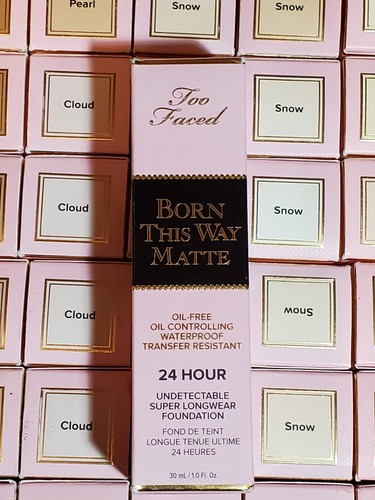 Pearl
Snow
Snow
Cloud
Snow
Cloud
Snow
Cloud
Snow
Cloud
Snow
Too
Faced
BORN
THIS WAY
MATTE
OIL-FREE
OIL CONTROLLING
WATERPROOF
TRANSFER RESISTANT
24 HOUR
UNDETECTABLE
SUPER LONGWEAR
FOUNDATION
FOND DE TEINT
LONGUE TENUE ULTIME
24 HEURES
30 mL / 1.0 Fl. Oz.